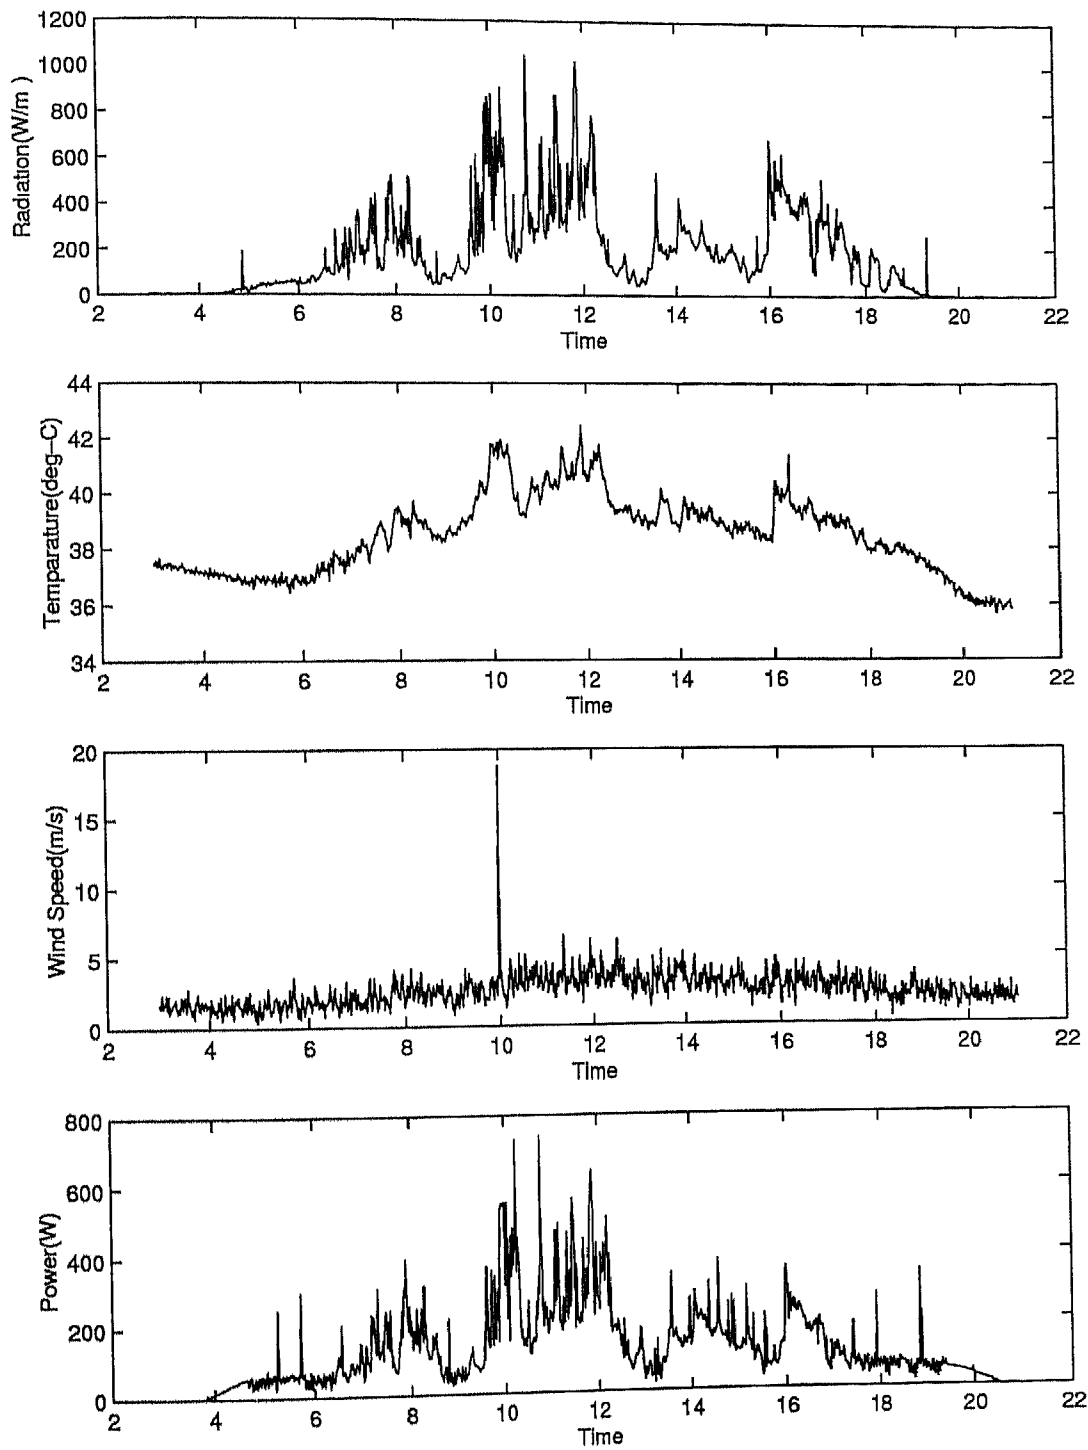 1200
1000
800
600
400
200
0
Radiation(W/m )
2 4 6 8 10 12 14 16 18 20 22
Time
44
42
40
38
36
34
Temparature(deg-C)
2 4 6 8 10 12 14 16 18 20 22
Time
20
15
10
5
0
Wind Speed(m/s)
2 4 6 8 10 12 14 16 18 20 22
Time
800
600
400
200
0
Power(W)
2 4 6 8 10 12 14 16 18 20 22
Time